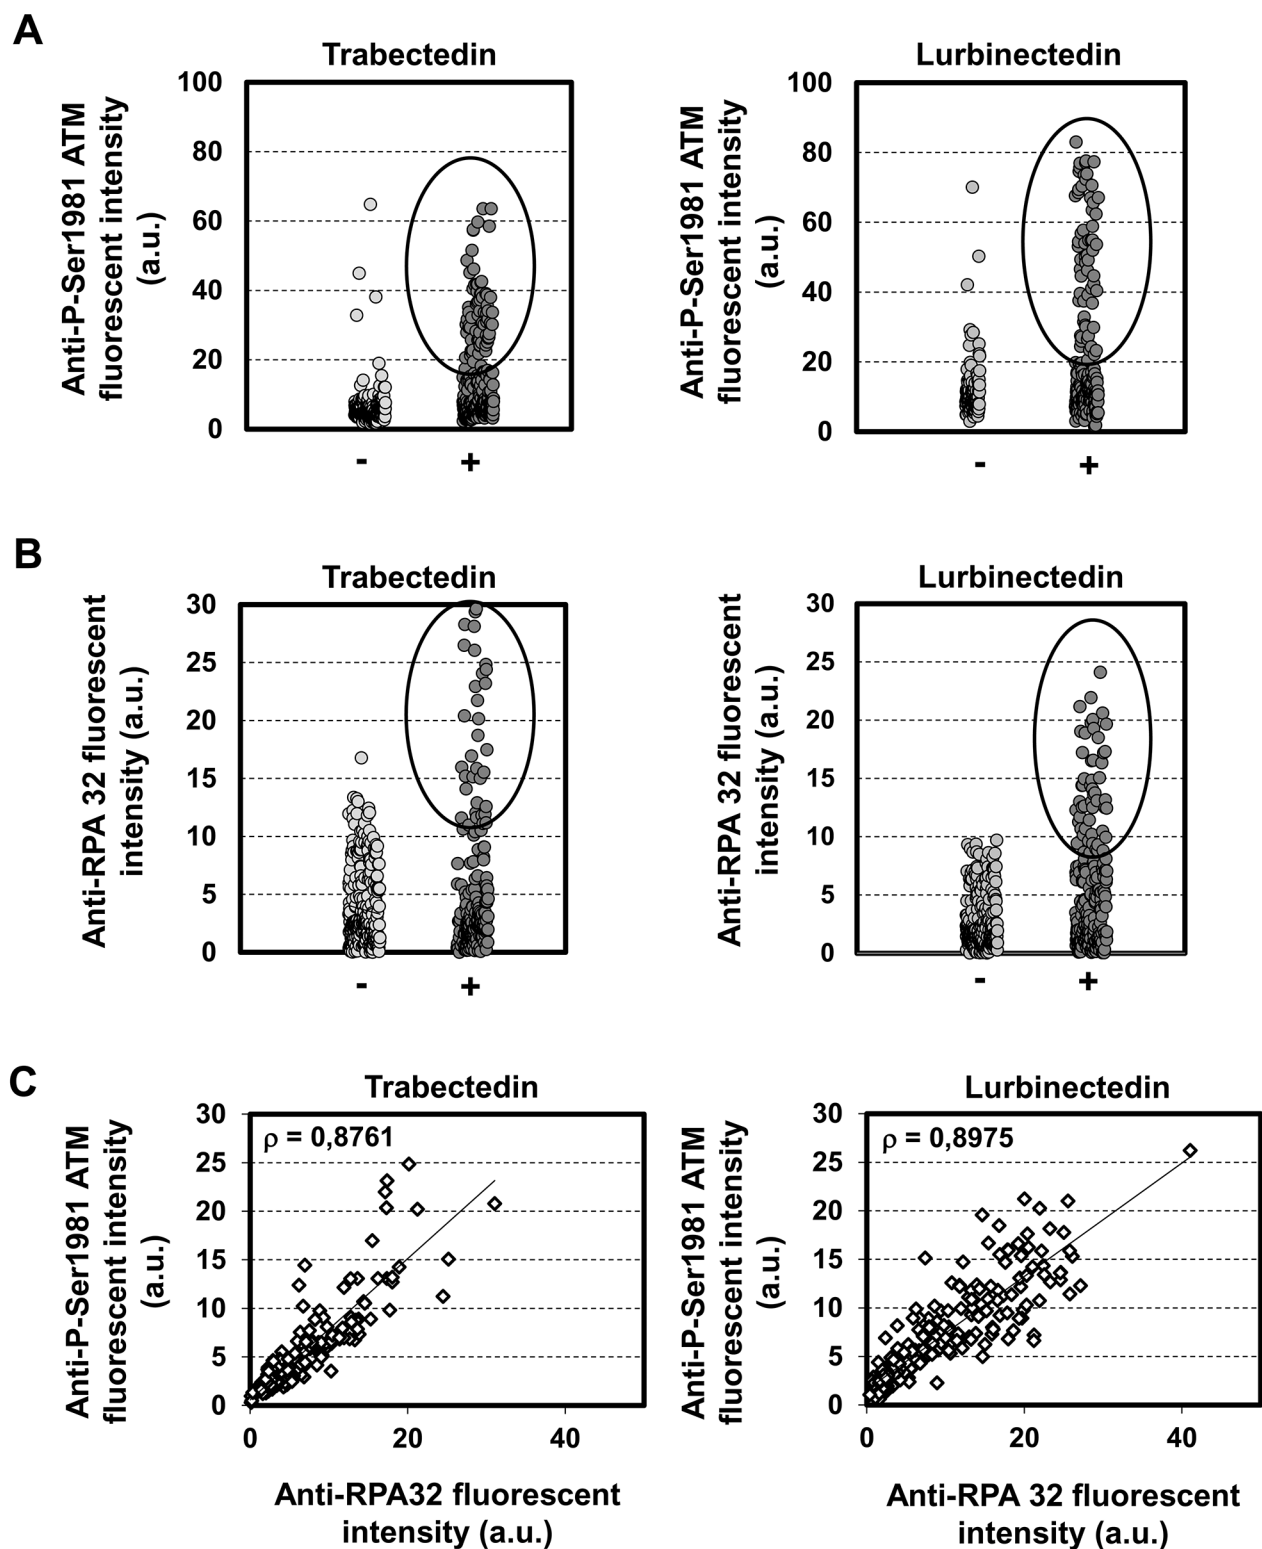 A
Trabectedin
Anti-P-Ser1981 ATM
fluorescent intensity
(a.u.)
100
80
60
40
20
0
-
+
Lurbinectedin
Anti-P-Ser1981 ATM
fluorescent intensity
(a.u.)
100
80
60
40
20
0
-
+
B
Trabectedin
Anti-RPA 32 fluorescent
intensity (a.u.)
30
25
20
15
10
5
0
-
+
Lurbinectedin
Anti-RPA 32 fluorescent
intensity (a.u.)
30
25
20
15
10
5
0
-
+
C
Trabectedin
Anti-P-Ser1981 ATM
fluorescent intensity
(a.u.)
30
25
20
15
10
5
0
ρ = 0,8761
0 20 40
Anti-RPA32 fluorescent
intensity (a.u.)
Lurbinectedin
Anti-P-Ser1981 ATM
fluorescent intensity
(a.u.)
30
25
20
15
10
5
0
ρ = 0,8975
0 20 40
Anti-RPA 32 fluorescent
intensity (a.u.)